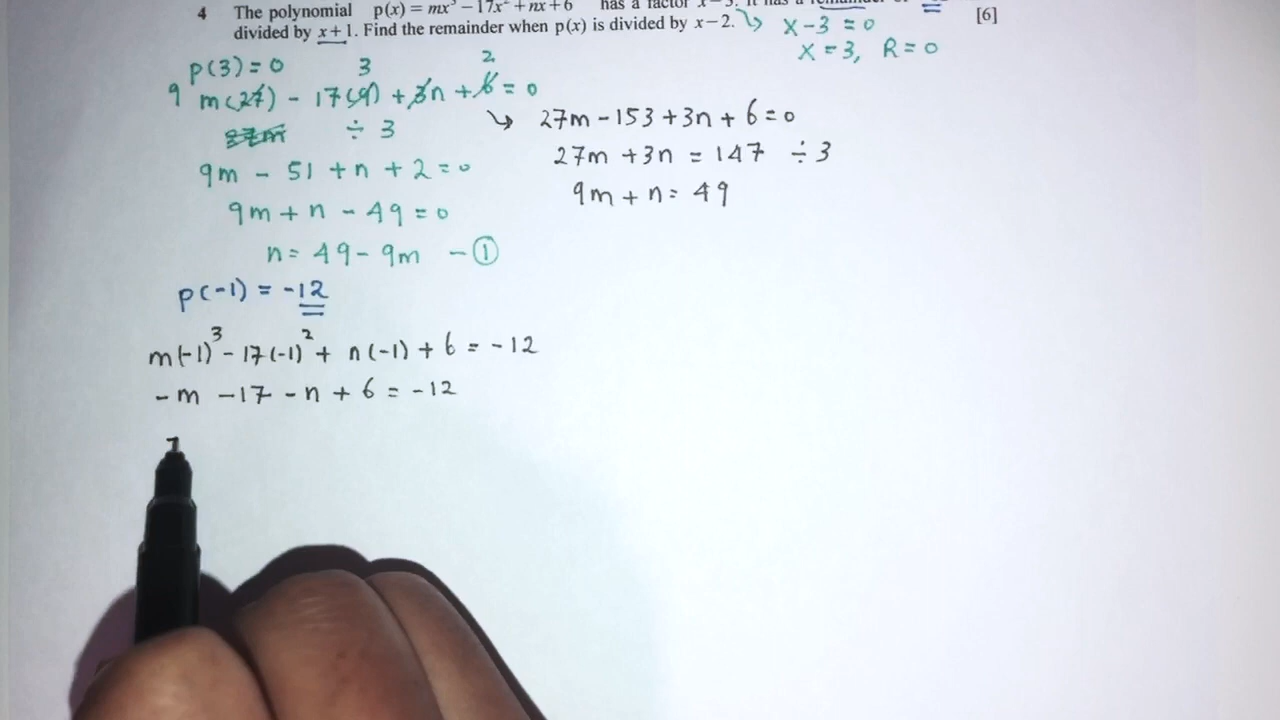 4 The polynomial p(x) = mx³ − 17x² + nx + 6 has a factor x − 3. It has a remainder
divided by x + 1. Find the remainder when p(x) is divided by x − 2. [6]
x − 3 = 0
x = 3, R = 0
p(3) = 0
3 2
9 m(27) − 17(9) + 3n + 6 = 0
27m ÷ 3
9m − 51 + n + 2 = 0
9m + n − 49 = 0
n = 49 − 9m − ①
27m − 153 + 3n + 6 = 0
27m + 3n = 147 ÷ 3
9m + n = 49
p(-1) = -12
m(-1)³ − 17(-1)² + n(-1) + 6 = -12
-m − 17 − n + 6 = -12